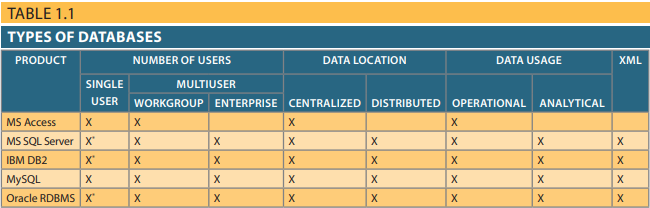 TABLE 1.1
TYPES OF DATABASES
PRODUCT NUMBER OF USERS DATA LOCATION DATA USAGE XML
SINGLE USER MULTIUSER
WORKGROUP ENTERPRISE CENTRALIZED DISTRIBUTED OPERATIONAL ANALYTICAL
MS Access X X X X
MS SQL Server X* X X X X X X X
IBM DB2 X* X X X X X X X
MySQL X X X X X X X X
Oracle RDBMS X* X X X X X X X